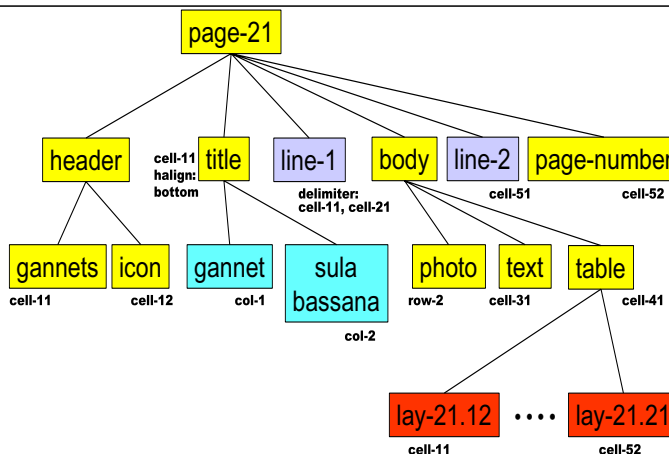 page-21
header
cell-11
halign:
bottom
title
line-1
delimiter:
cell-11, cell-21
body
line-2
cell-51
page-number
cell-52
gannets
cell-11
icon
cell-12
gannet
col-1
sula
bassana
col-2
photo
row-2
text
cell-31
table
cell-41
lay-21.12
cell-11
....
lay-21.21
cell-52